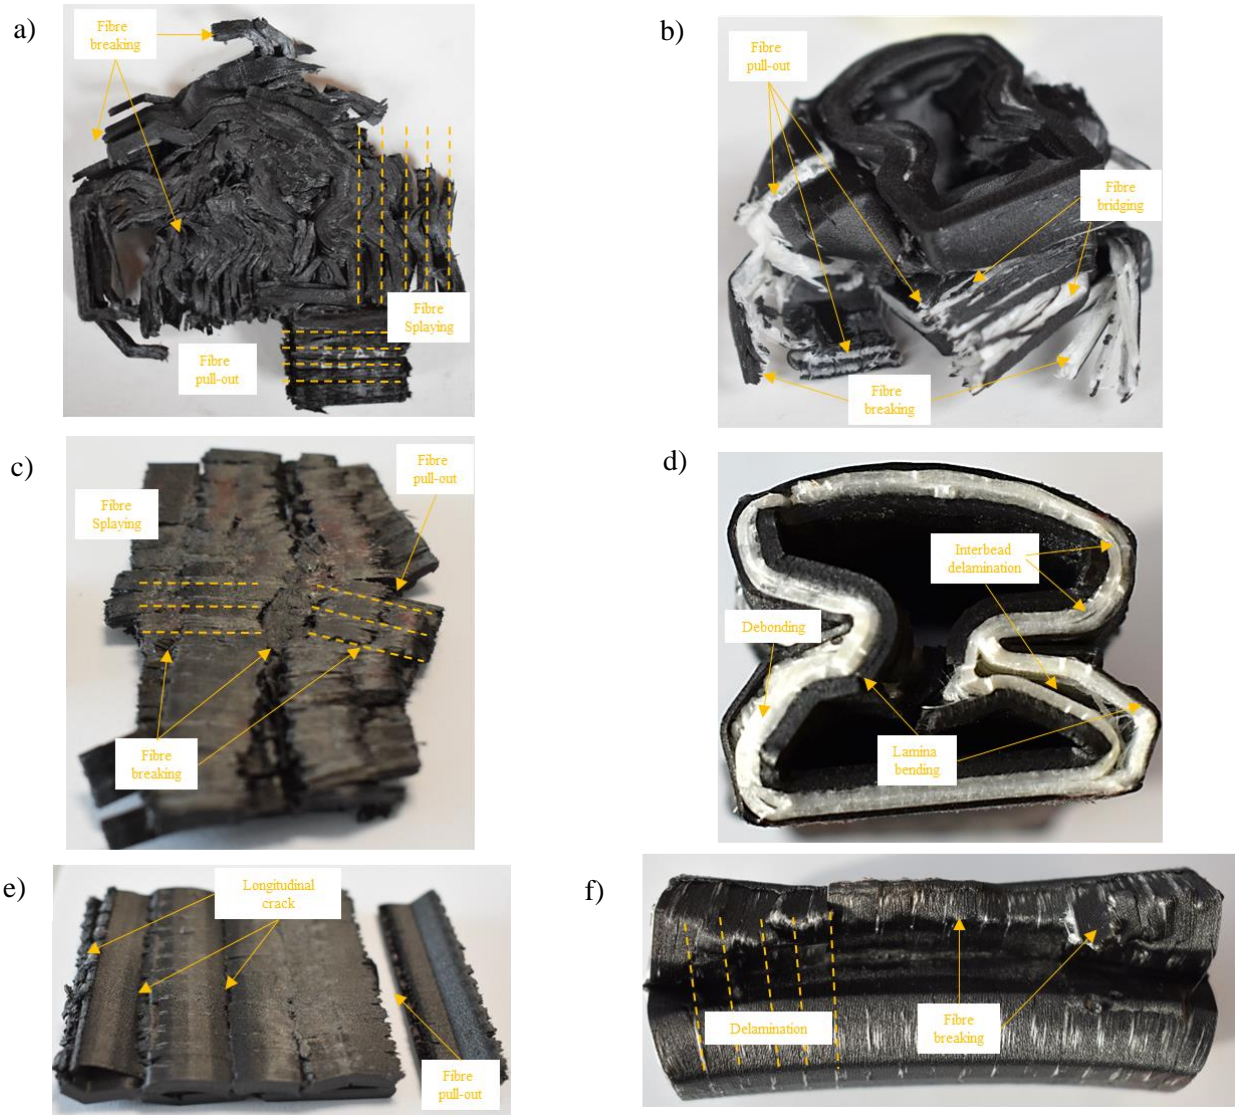 a)
Fibre
breaking
Fibre
Splaying
Fibre
pull-out
b)
Fibre
pull-out
Fibre
bridging
Fibre
breaking
c)
Fibre
Splaying
Fibre
pull-out
Fibre
breaking
d)
Interbead
delamination
Debonding
Lamina
bending
e)
Longitudinal
crack
Fibre
pull-out
f)
Delamination
Fibre
breaking